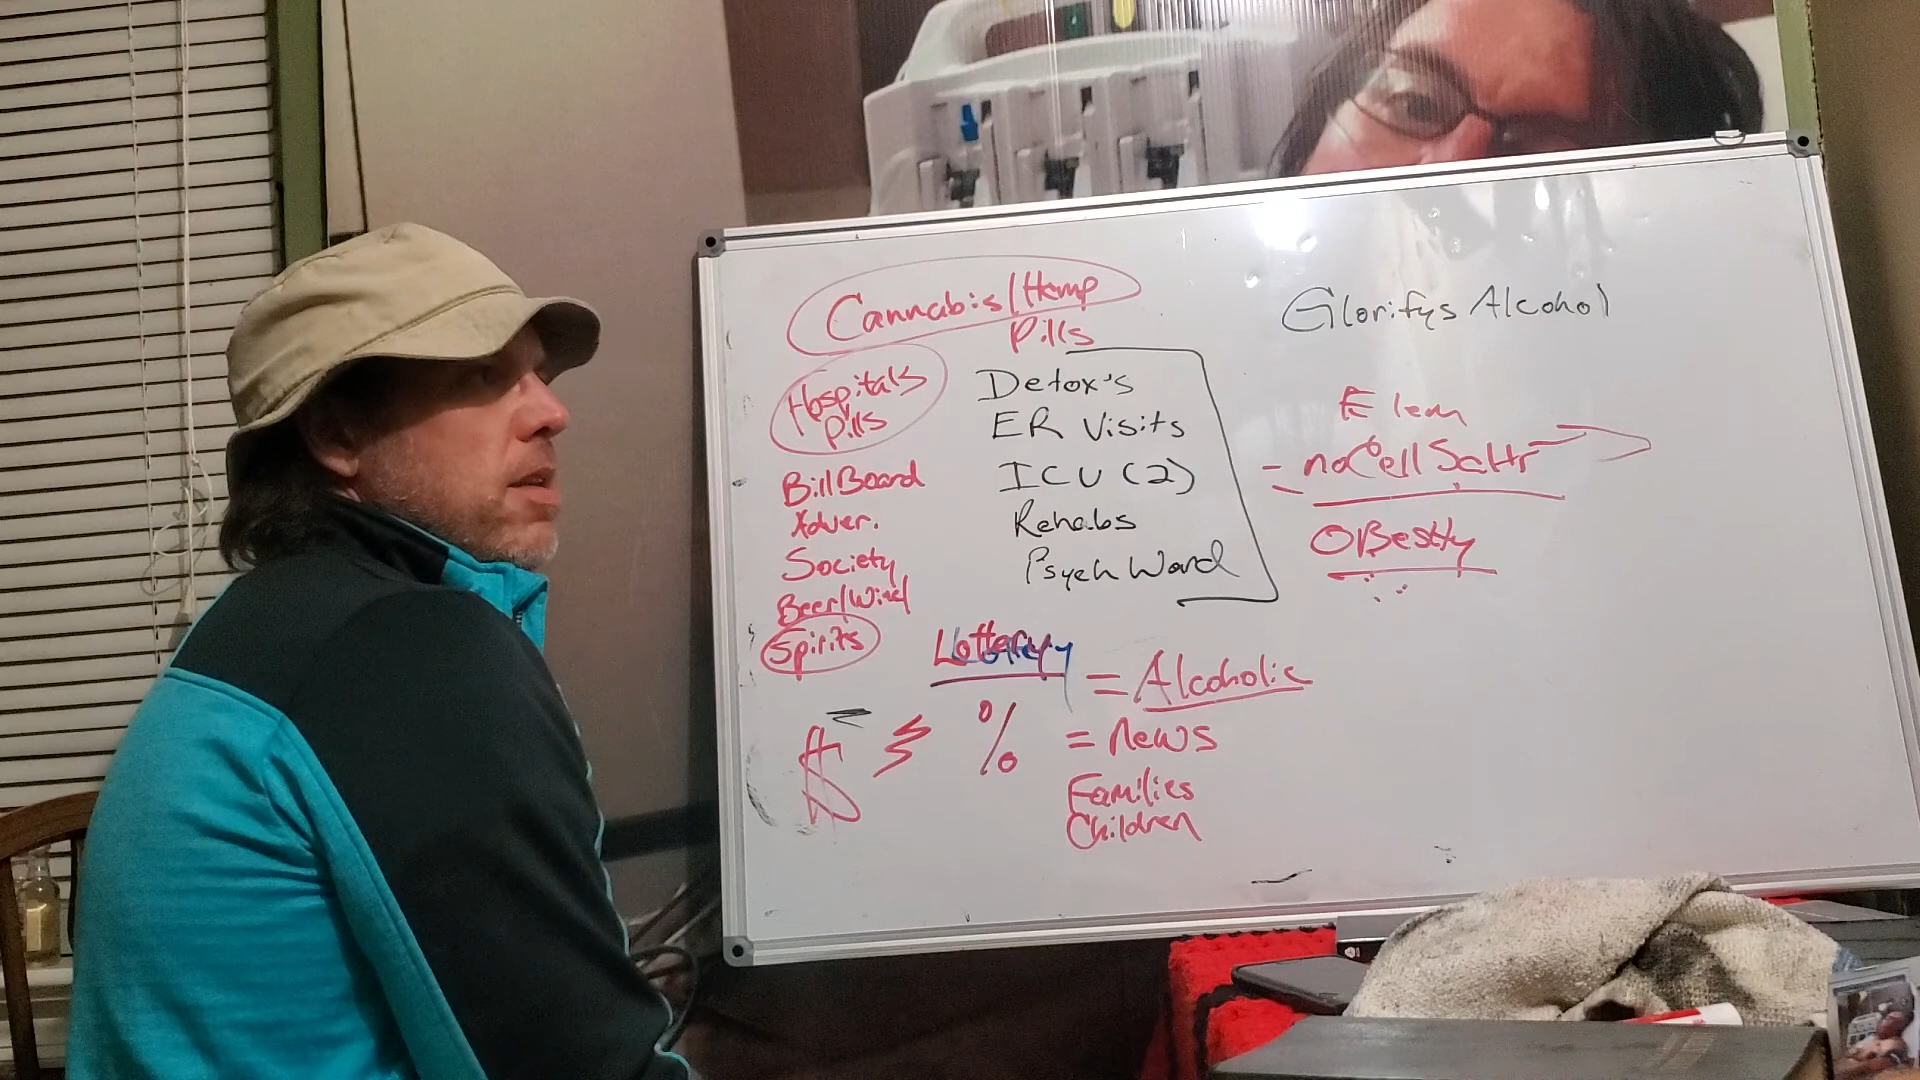 Cannabis/Hemp
Pills
Hospitals
Pills
BillBoard
Adver.
Society
Beer/Wine/
Spirits
Detox's
ER Visits
ICU (2)
Rehabs
Psych Ward
Glorifys Alcohol
Lottery
= Alcoholic
$ %
= News
Families
Children
OBesity